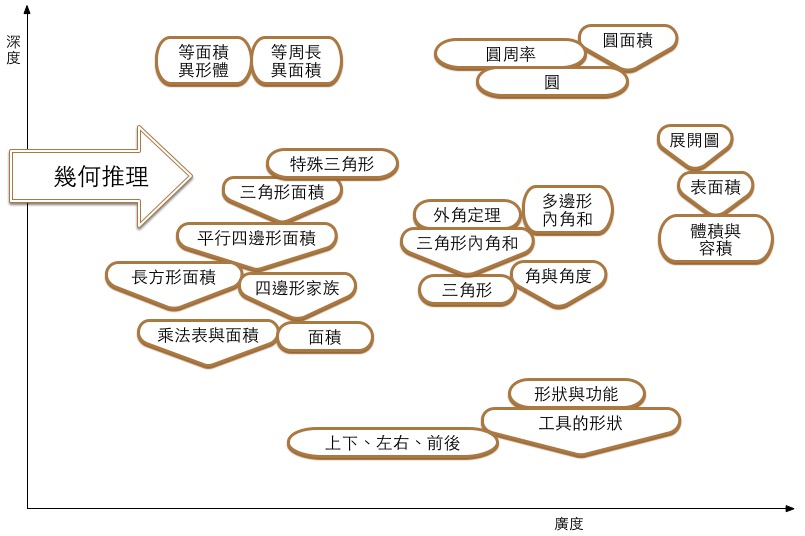 深
度
等面積
異形體
等周長
異面積
圓周率
圓面積
圓
幾何推理
特殊三角形
三角形面積
平行四邊形面積
長方形面積
四邊形家族
乘法表與面積
面積
外角定理
多邊形
內角和
三角形內角和
三角形
角與角度
展開圖
表面積
體積與
容積
形狀與功能
工具的形狀
上下、左右、前後
廣度